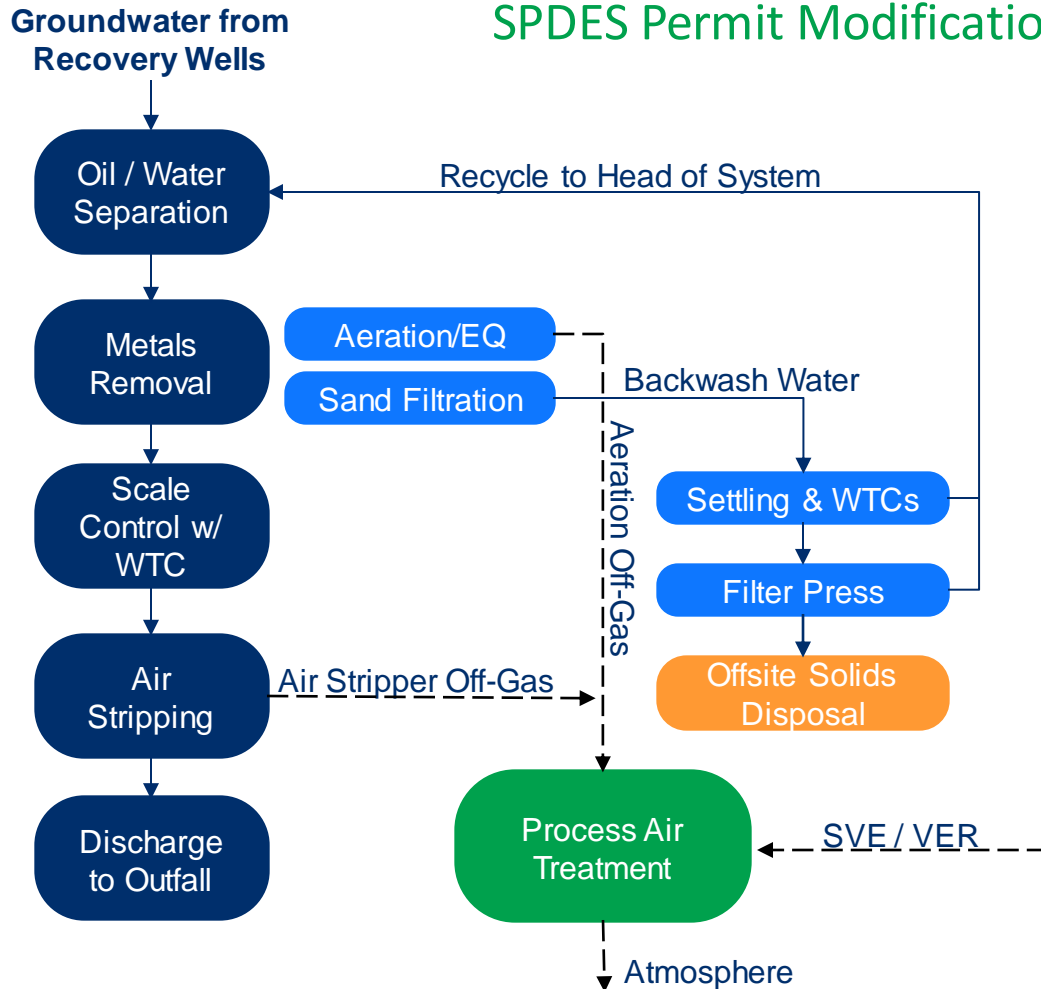 SPDES Permit Modificatio
Groundwater from
Recovery Wells
Oil / Water
Separation
Recycle to Head of System
Metals
Removal
Aeration/EQ
Sand Filtration
Backwash Water
Aeration Off-Gas
Scale
Control w/
WTC
Settling & WTCs
Filter Press
Air
Stripping
Air Stripper Off-Gas
Offsite Solids
Disposal
Discharge
to Outfall
Process Air
Treatment
SVE / VER
Atmosphere